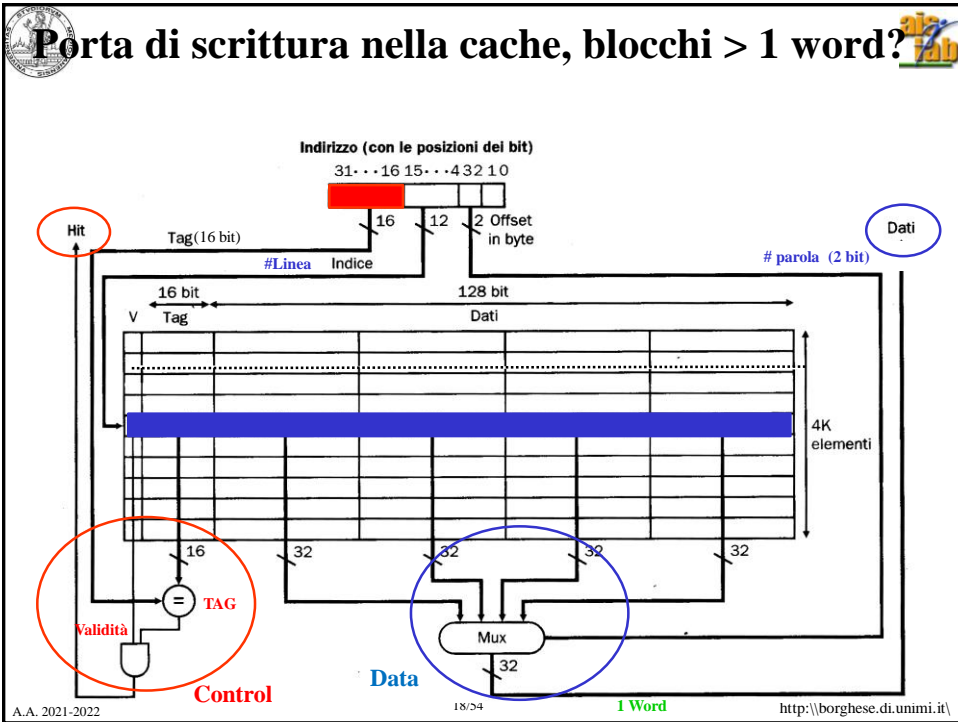 Porta di scrittura nella cache, blocchi > 1 word?
Indirizzo (con le posizioni dei bit)
31···16 15···4 3 2 1 0
16 12 2 Offset in byte
Hit
Dati
Tag (16 bit)
#Linea Indice
# parola (2 bit)
16 bit
128 bit
V Tag
Dati
4K
elementi
16 32 32 32 32
= TAG
Validità
Mux
32
Control
Data
1 Word
A.A. 2021-2022
18/54
http:\\borghese.di.unimi.it\